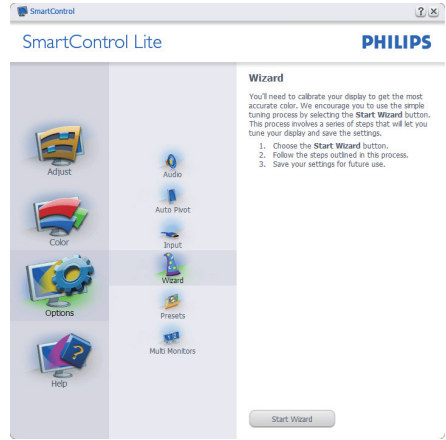 SmartControl
SmartControl Lite
PHILIPS
Adjust
Color
Options
Help
Audio
Auto Pivot
Input
Wizard
Presets
Multi Monitors
Wizard
You'll need to calibrate your display to get the most
accurate color. We encourage you to use the simple
tuning process by selecting the Start Wizard button.
This process involves a series of steps that will let you
tune your display and save the settings.
1. Choose the Start Wizard button.
2. Follow the steps outlined in this process.
3. Save your settings for future use.
Start Wizard